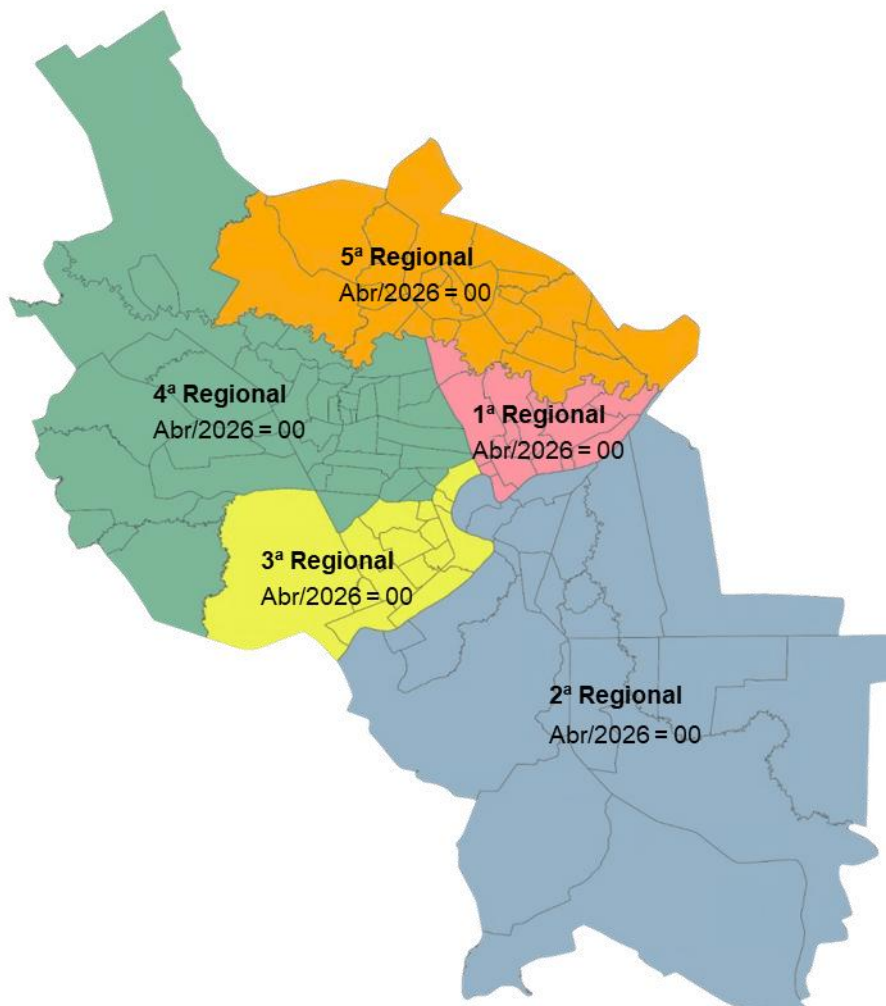 5ª Regional
Abr/2026 = 00
4ª Regional
Abr/2026 = 00
1ª Regional
Abr/2026 = 00
3ª Regional
Abr/2026 = 00
2ª Regional
Abr/2026 = 00